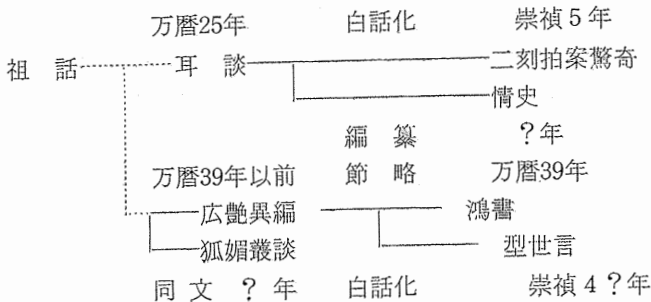 万暦25年 白話化 崇禎5年
祖話 耳談 二刻拍案驚奇
情史
編纂 ?年
万暦39年以前 節略 万暦39年
広艶異編 鴻書
狐媚叢談 型世言
同文 ?年 白話化 崇禎4?年